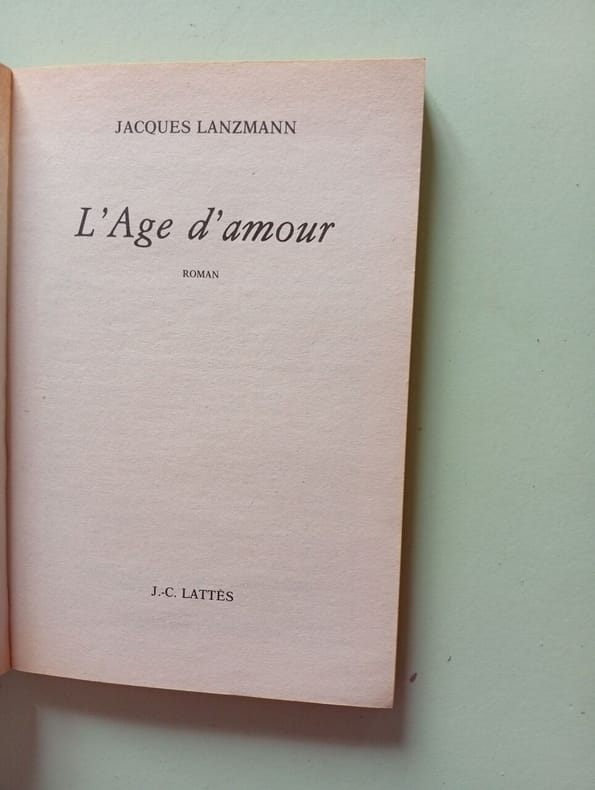 JACQUES LANZMANN
L'Age d'amour
ROMAN
J.-C. LATTÈS